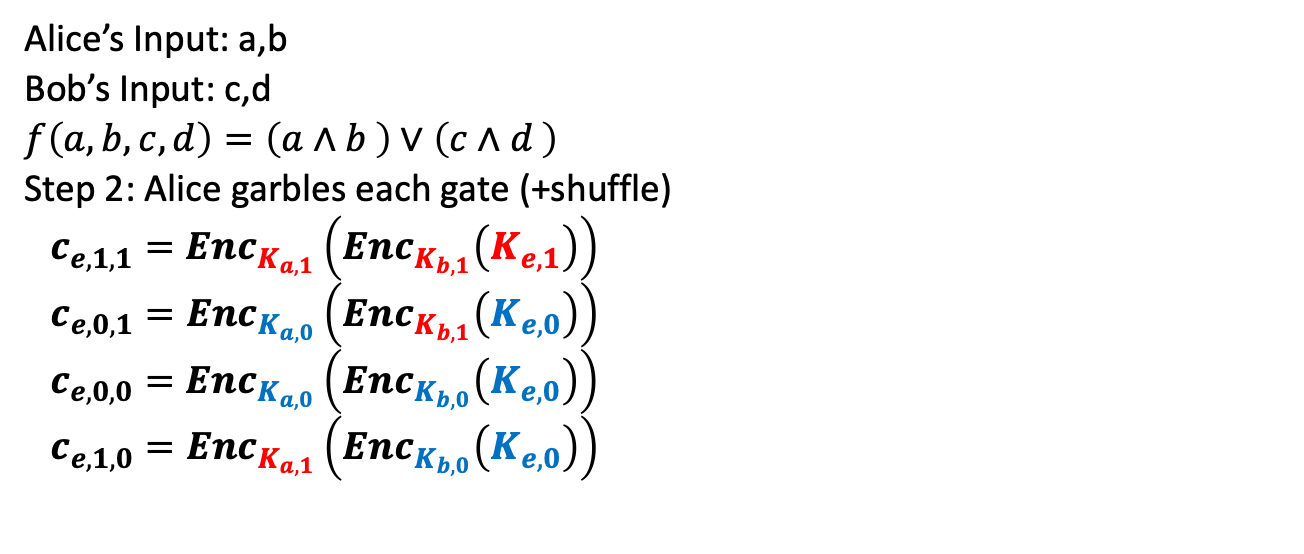 Alice’s Input: a,b
Bob’s Input: c,d
f(a, b, c, d) = (a ∧ b ) ∨ (c ∧ d )
Step 2: Alice garbles each gate (+shuffle)
c_{e,1,1} = Enc_{K_{a,1}}(Enc_{K_{b,1}}(K_{e,1}))
c_{e,0,1} = Enc_{K_{a,0}}(Enc_{K_{b,1}}(K_{e,0}))
c_{e,0,0} = Enc_{K_{a,0}}(Enc_{K_{b,0}}(K_{e,0}))
c_{e,1,0} = Enc_{K_{a,1}}(Enc_{K_{b,0}}(K_{e,0}))